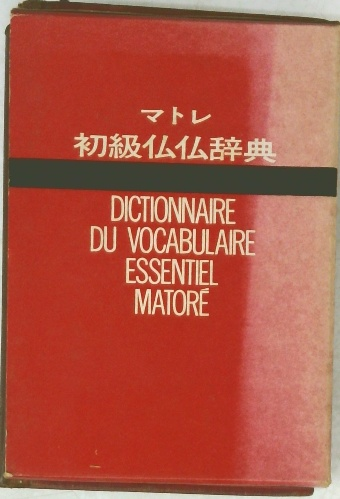 マトレ
初級仏仏辞典
DICTIONNAIRE
DU VOCABULAIRE
ESSENTIEL
MATORÉ